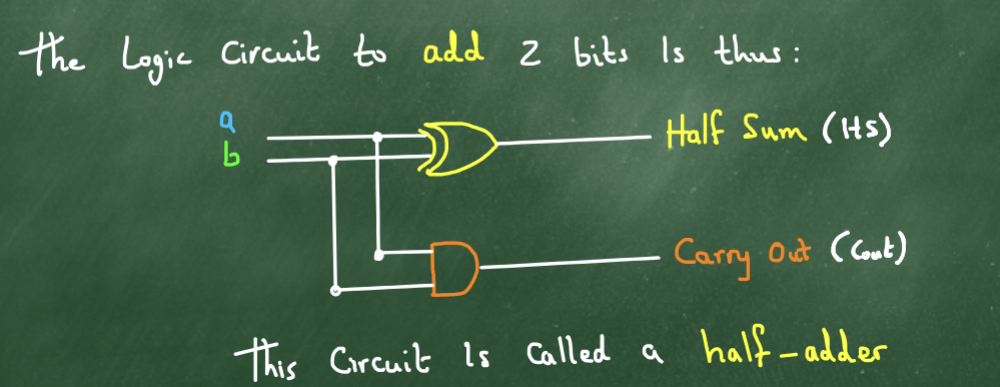 The Logic Circuit to add 2 bits Is thus:
a
b
Half Sum (HS)
Carry Out (Cout)
This Circuit Is Called a half-adder